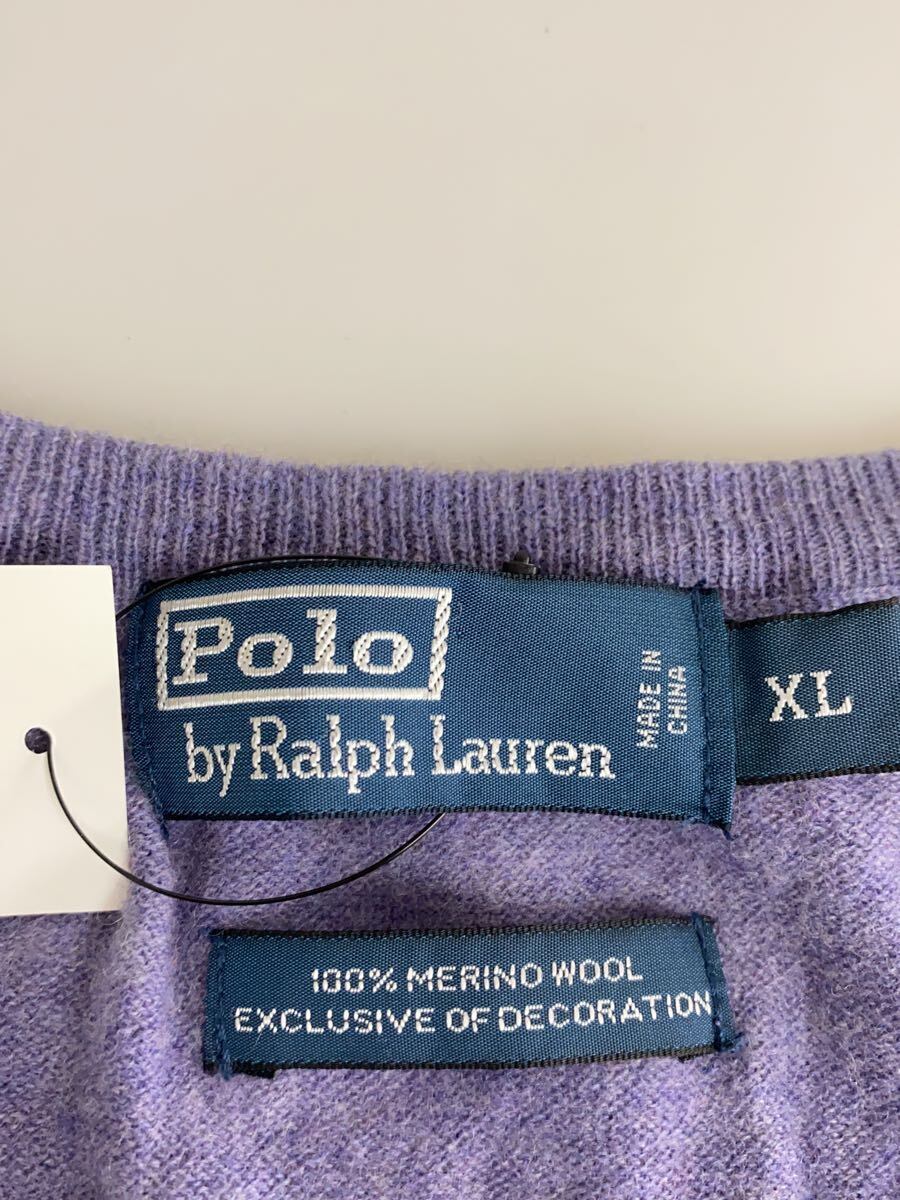 Polo
by Ralph Lauren
MADE IN
CHINA
XL
100% MERINO WOOL
EXCLUSIVE OF DECORATION